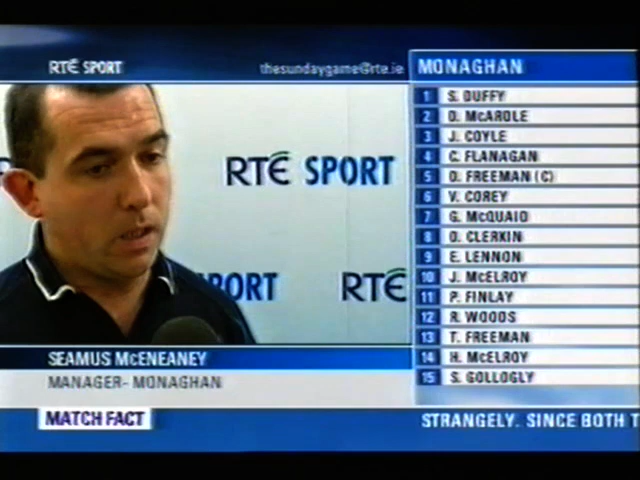 RTÉ SPORT
thesundaygame@rte.ie
MONAGHAN
1 S. DUFFY
2 D. McARDLE
3 J. COYLE
4 C. FLANAGAN
5 D. FREEMAN (C)
6 V. COREY
7 G. McQUAID
8 D. CLERKIN
9 E. LENNON
10 J. McELROY
11 P. FINLAY
12 R. WOODS
13 T. FREEMAN
14 H. McELROY
15 S. GOLLOGLY
RTÉ SPORT
PORT
RTÉ
SEAMUS McENEANEY
MANAGER- MONAGHAN
MATCH FACT
STRANGELY. SINCE BOTH T